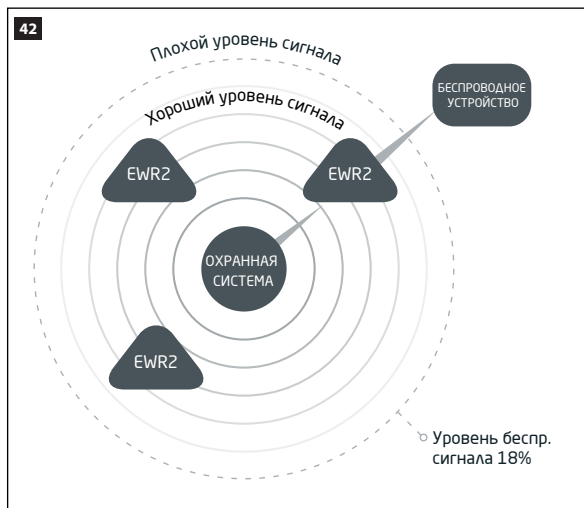 42
Плохой уровень сигнала
Хороший уровень сигнала
БЕСПРОВОДНОЕ
УСТРОЙСТВО
EWR2
EWR2
ОХРАННАЯ
СИСТЕМА
EWR2
Уровень беспр.
сигнала 18%